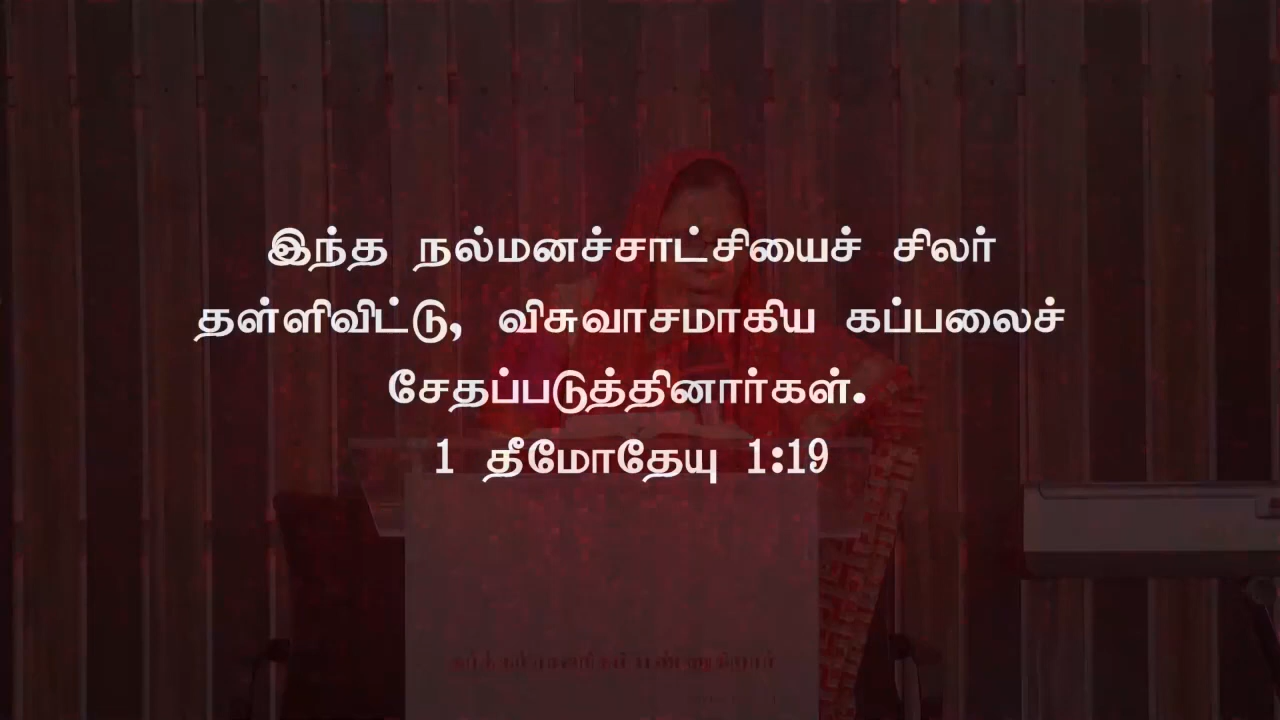 இந்த நல்மனச்சாட்சியைச் சிலர்
தள்ளிவிட்டு, விசுவாசமாகிய கப்பலைச்
சேதப்படுத்தினார்கள்.
1 தீமோதேயு 1:19